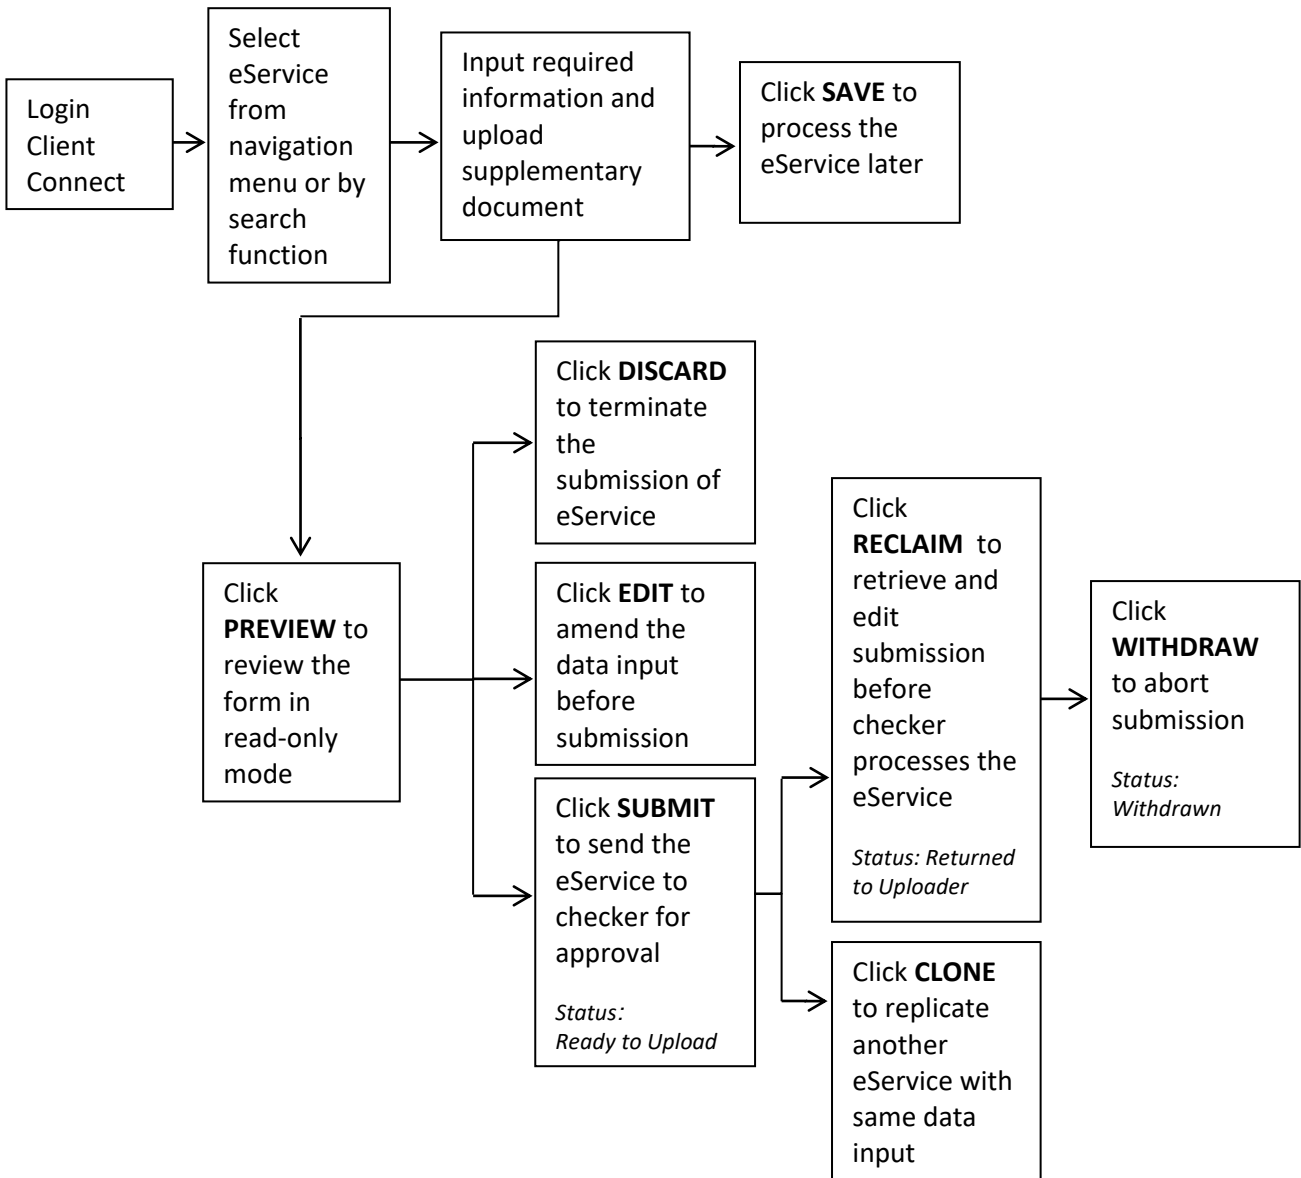 Login
Client
Connect
Select
eService
from
navigation
menu or by
search
function
Input required
information and
upload
supplementary
document
Click SAVE to
process the
eService later
Click
PREVIEW to
review the
form in
read-only
mode
Click DISCARD
to terminate
the
submission of
eService
Click EDIT to
amend the
data input
before
submission
Click SUBMIT
to send the
eService to
checker for
approval
Status:
Ready to Upload
Click
RECLAIM to
retrieve and
edit
submission
before
checker
processes the
eService
Status: Returned
to Uploader
Click CLONE
to replicate
another
eService with
same data
input
Click
WITHDRAW
to abort
submission
Status:
Withdrawn